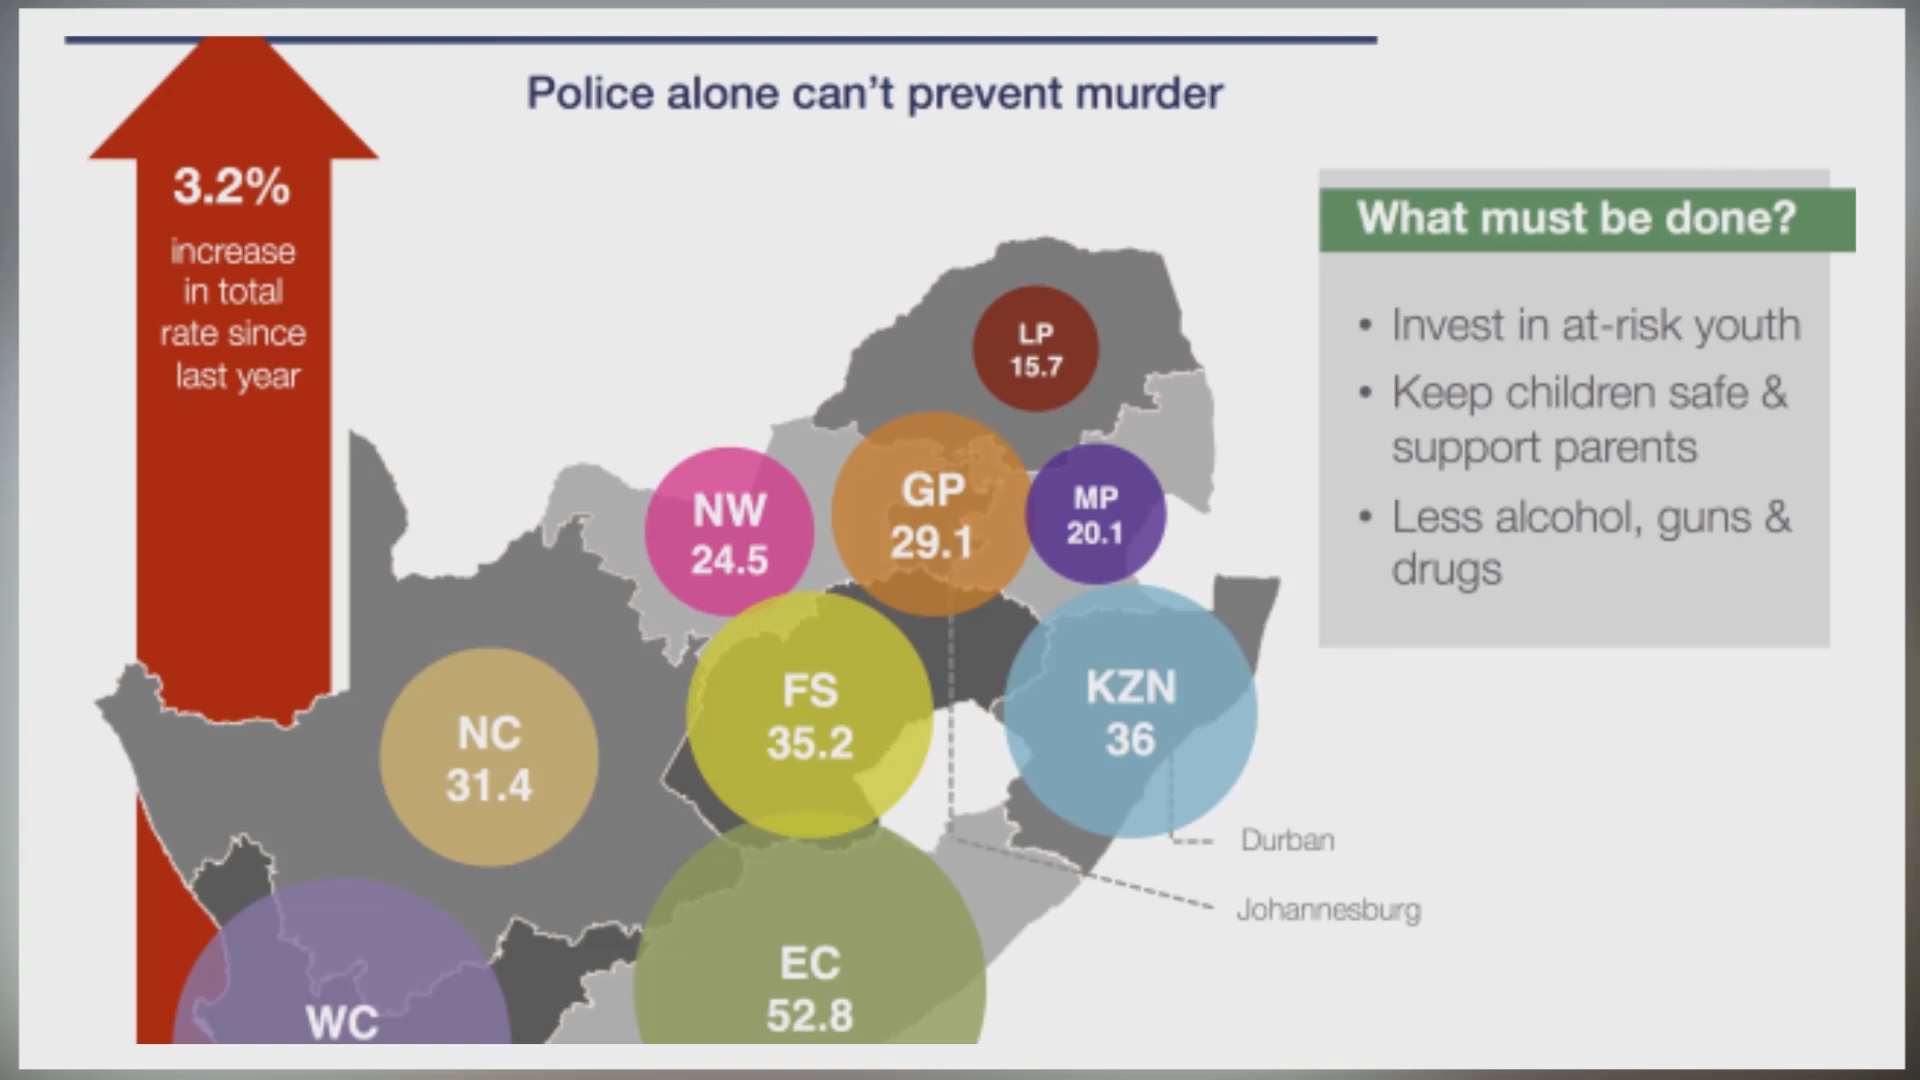 Police alone can't prevent murder
3.2%
increase
in total
rate since
last year
What must be done?
• Invest in at-risk youth
• Keep children safe &
support parents
• Less alcohol, guns &
drugs
LP
15.7
NW
24.5
GP
29.1
MP
20.1
NC
31.4
FS
35.2
KZN
36
Durban
Johannesburg
WC
EC
52.8